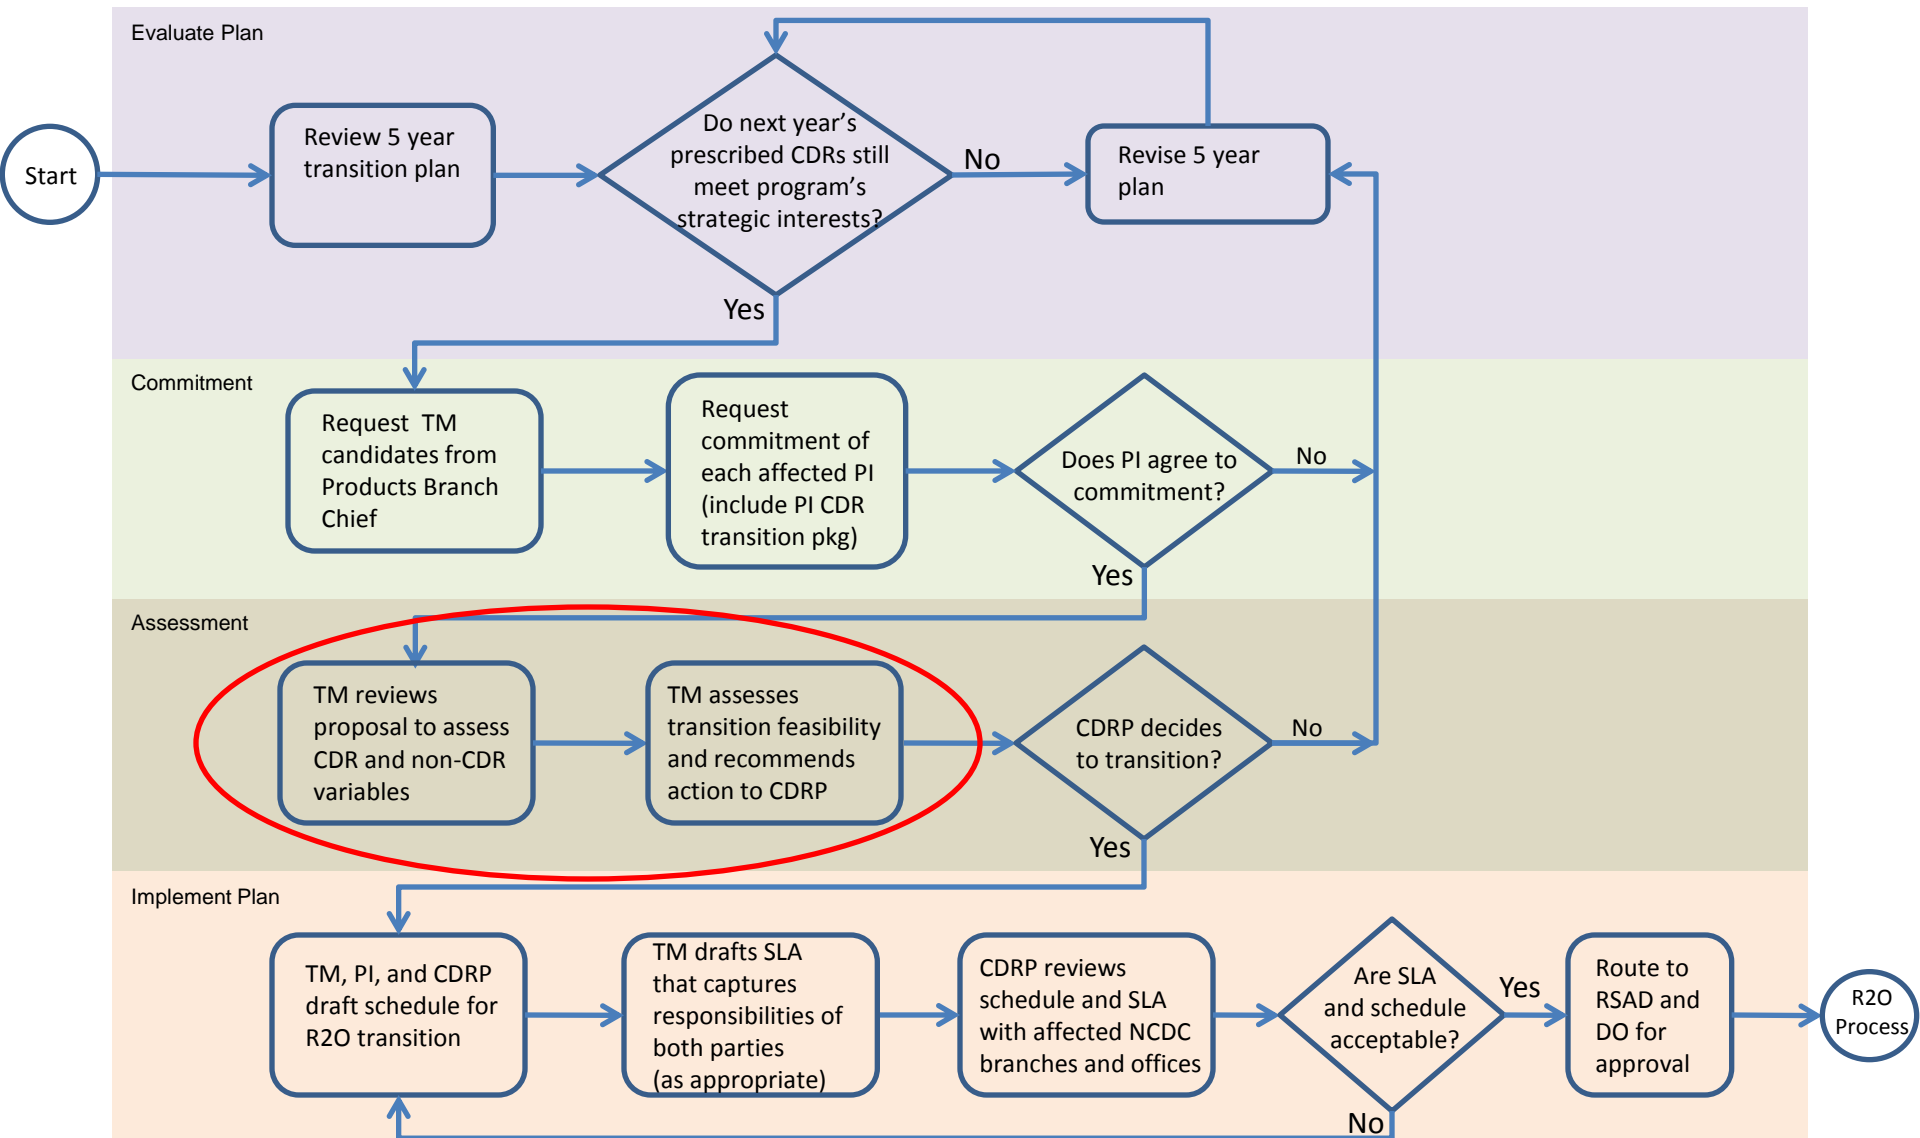 Evaluate Plan
Start
Review 5 year
transition plan
Do next year’s
prescribed CDRs still
meet program’s
strategic interests?
No
Revise 5 year
plan
Yes
Commitment
Request  TM
candidates from
Products Branch
Chief
Request
commitment of
each affected PI
(include PI CDR
transition pkg)
Does PI agree to
commitment?
No
Yes
Assessment
TM reviews
proposal to assess
CDR and non-CDR
variables
TM assesses
transition feasibility
and recommends
action to CDRP
CDRP decides
to transition?
No
Yes
Implement Plan
TM, PI, and CDRP
draft schedule for
R2O transition
TM drafts SLA
that captures
responsibilities of
both parties
(as appropriate)
CDRP reviews
schedule and SLA
with affected NCDC
branches and offices
Are SLA
and schedule
acceptable?
Yes
Route to
RSAD and
DO for
approval
R2O
Process
No